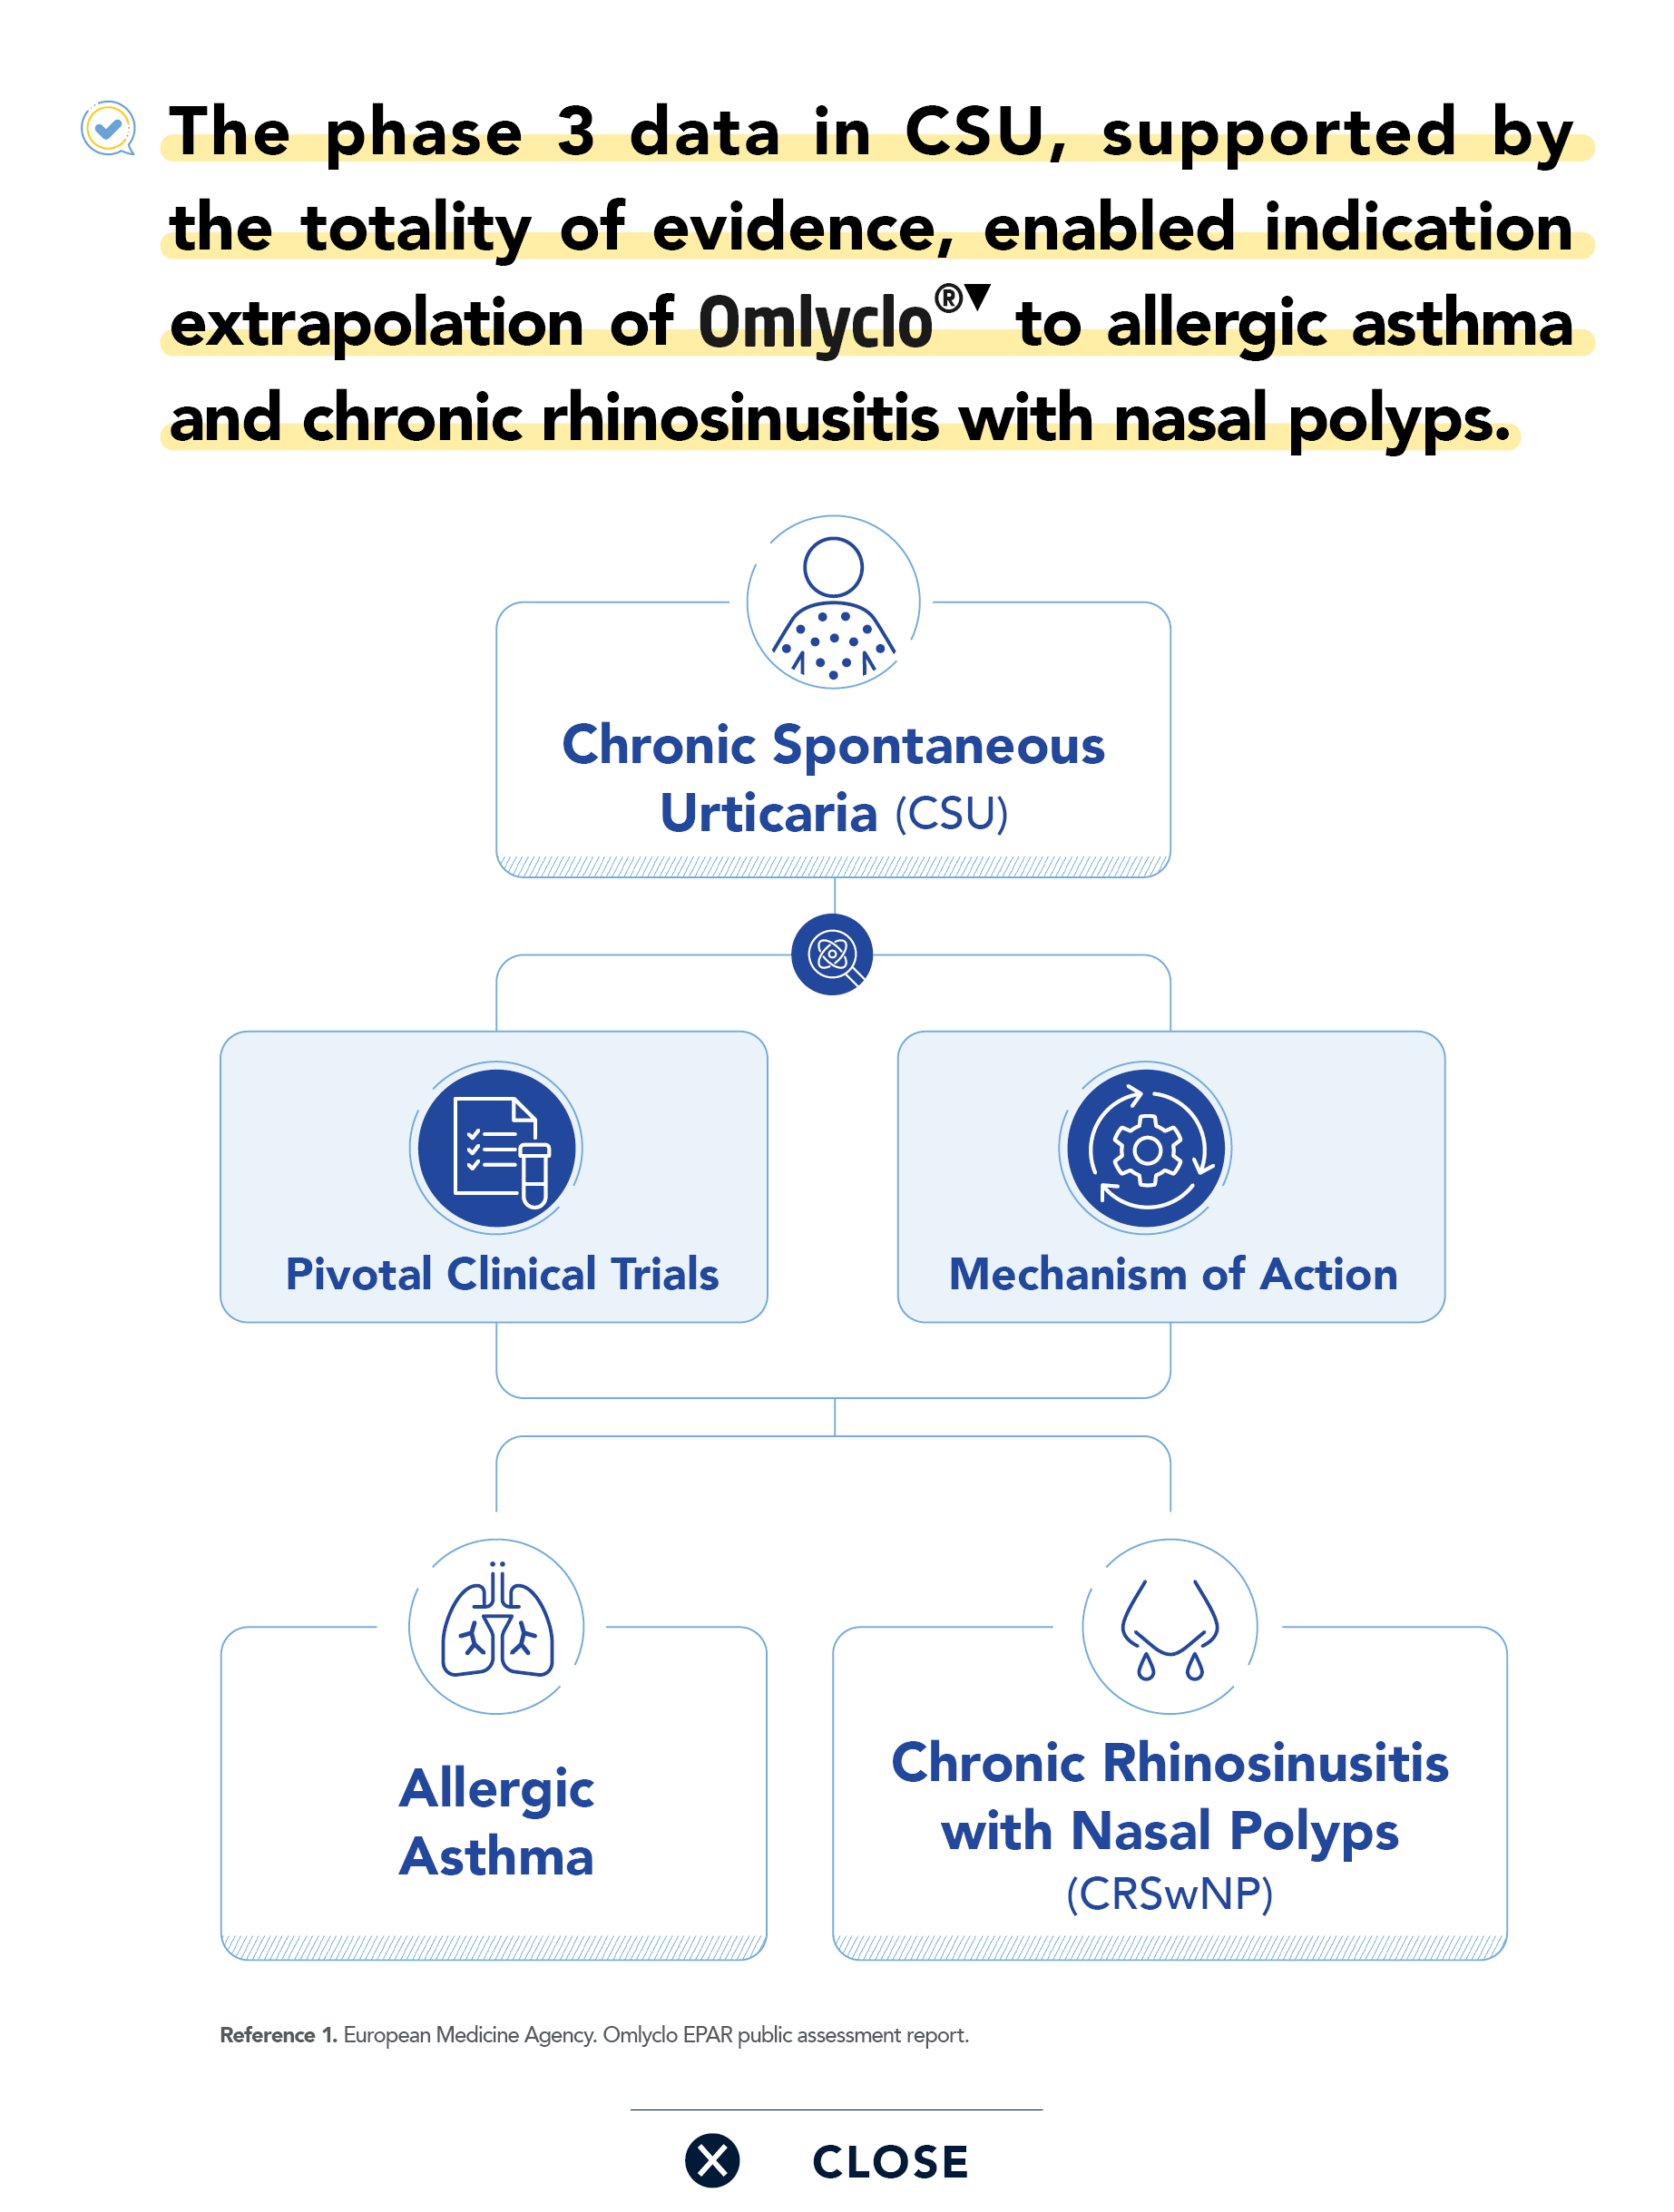 The phase 3 data in CSU, supported by
the totality of evidence, enabled indication
extrapolation of Omlyclo®▼ to allergic asthma
and chronic rhinosinusitis with nasal polyps.
Chronic Spontaneous
Urticaria (CSU)
Pivotal Clinical Trials
Mechanism of Action
Allergic
Asthma
Chronic Rhinosinusitis
with Nasal Polyps
(CRSwNP)
Reference 1. European Medicine Agency. Omlyclo EPAR public assessment report.
CLOSE